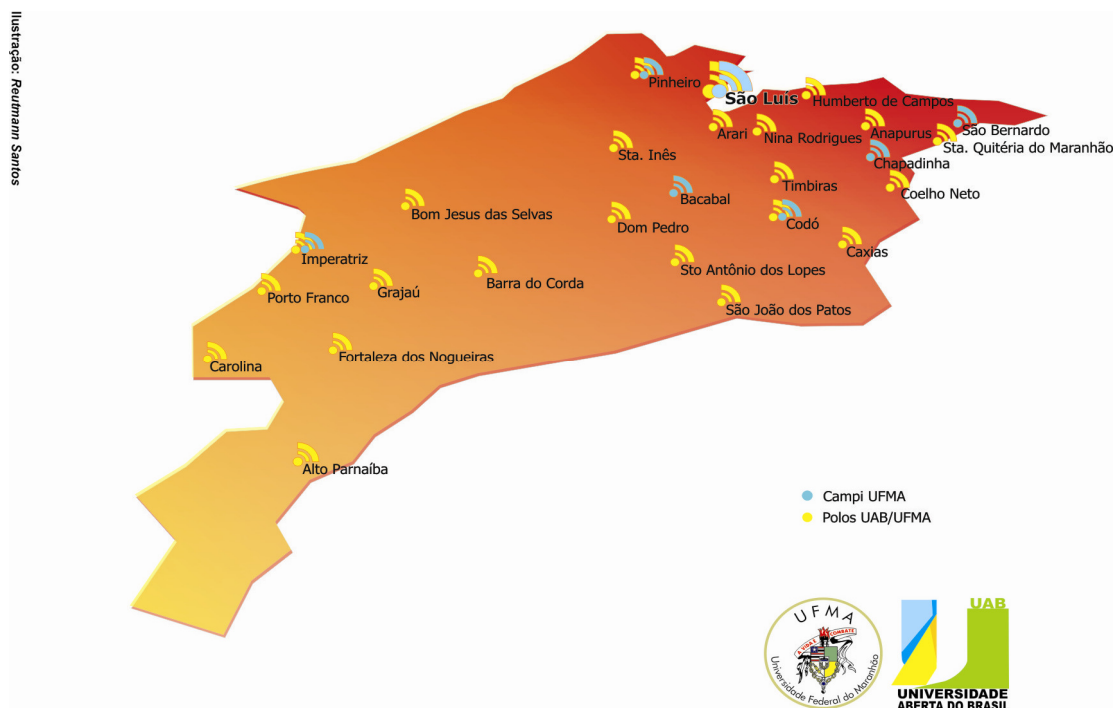 Ilustração: Reutmann Santos
Pinheiro
São Luís
Humberto de Campos
Arari
Nina Rodrigues
Anapurus
São Bernardo
Sta. Quitéria do Maranhão
Sta. Inês
Chapadinha
Timbiras
Coelho Neto
Bacabal
Bom Jesus das Selvas
Dom Pedro
Codó
Caxias
Imperatriz
Sto Antônio dos Lopes
Barra do Corda
Grajaú
Porto Franco
São João dos Patos
Fortaleza dos Nogueiras
Carolina
Alto Parnaíba
Campi UFMA
Polos UAB/UFMA
UFMA
A VIDA É COMBATE
Universidade Federal do Maranhão
UAB
UNIVERSIDADE
ABERTA DO BRASIL